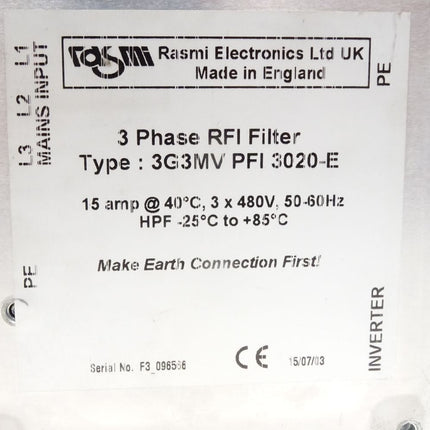 rasmi Rasmi Electronics Ltd UK
Made in England
L3 L2 L1
MAINS INPUT
PE
3 Phase RFI Filter
Type : 3G3MV PFI 3020-E
15 amp @ 40°C, 3 x 480V, 50-60Hz
HPF -25°C to +85°C
Make Earth Connection First!
PE
INVERTER
Serial No. F3_096566
CE
15/07/03